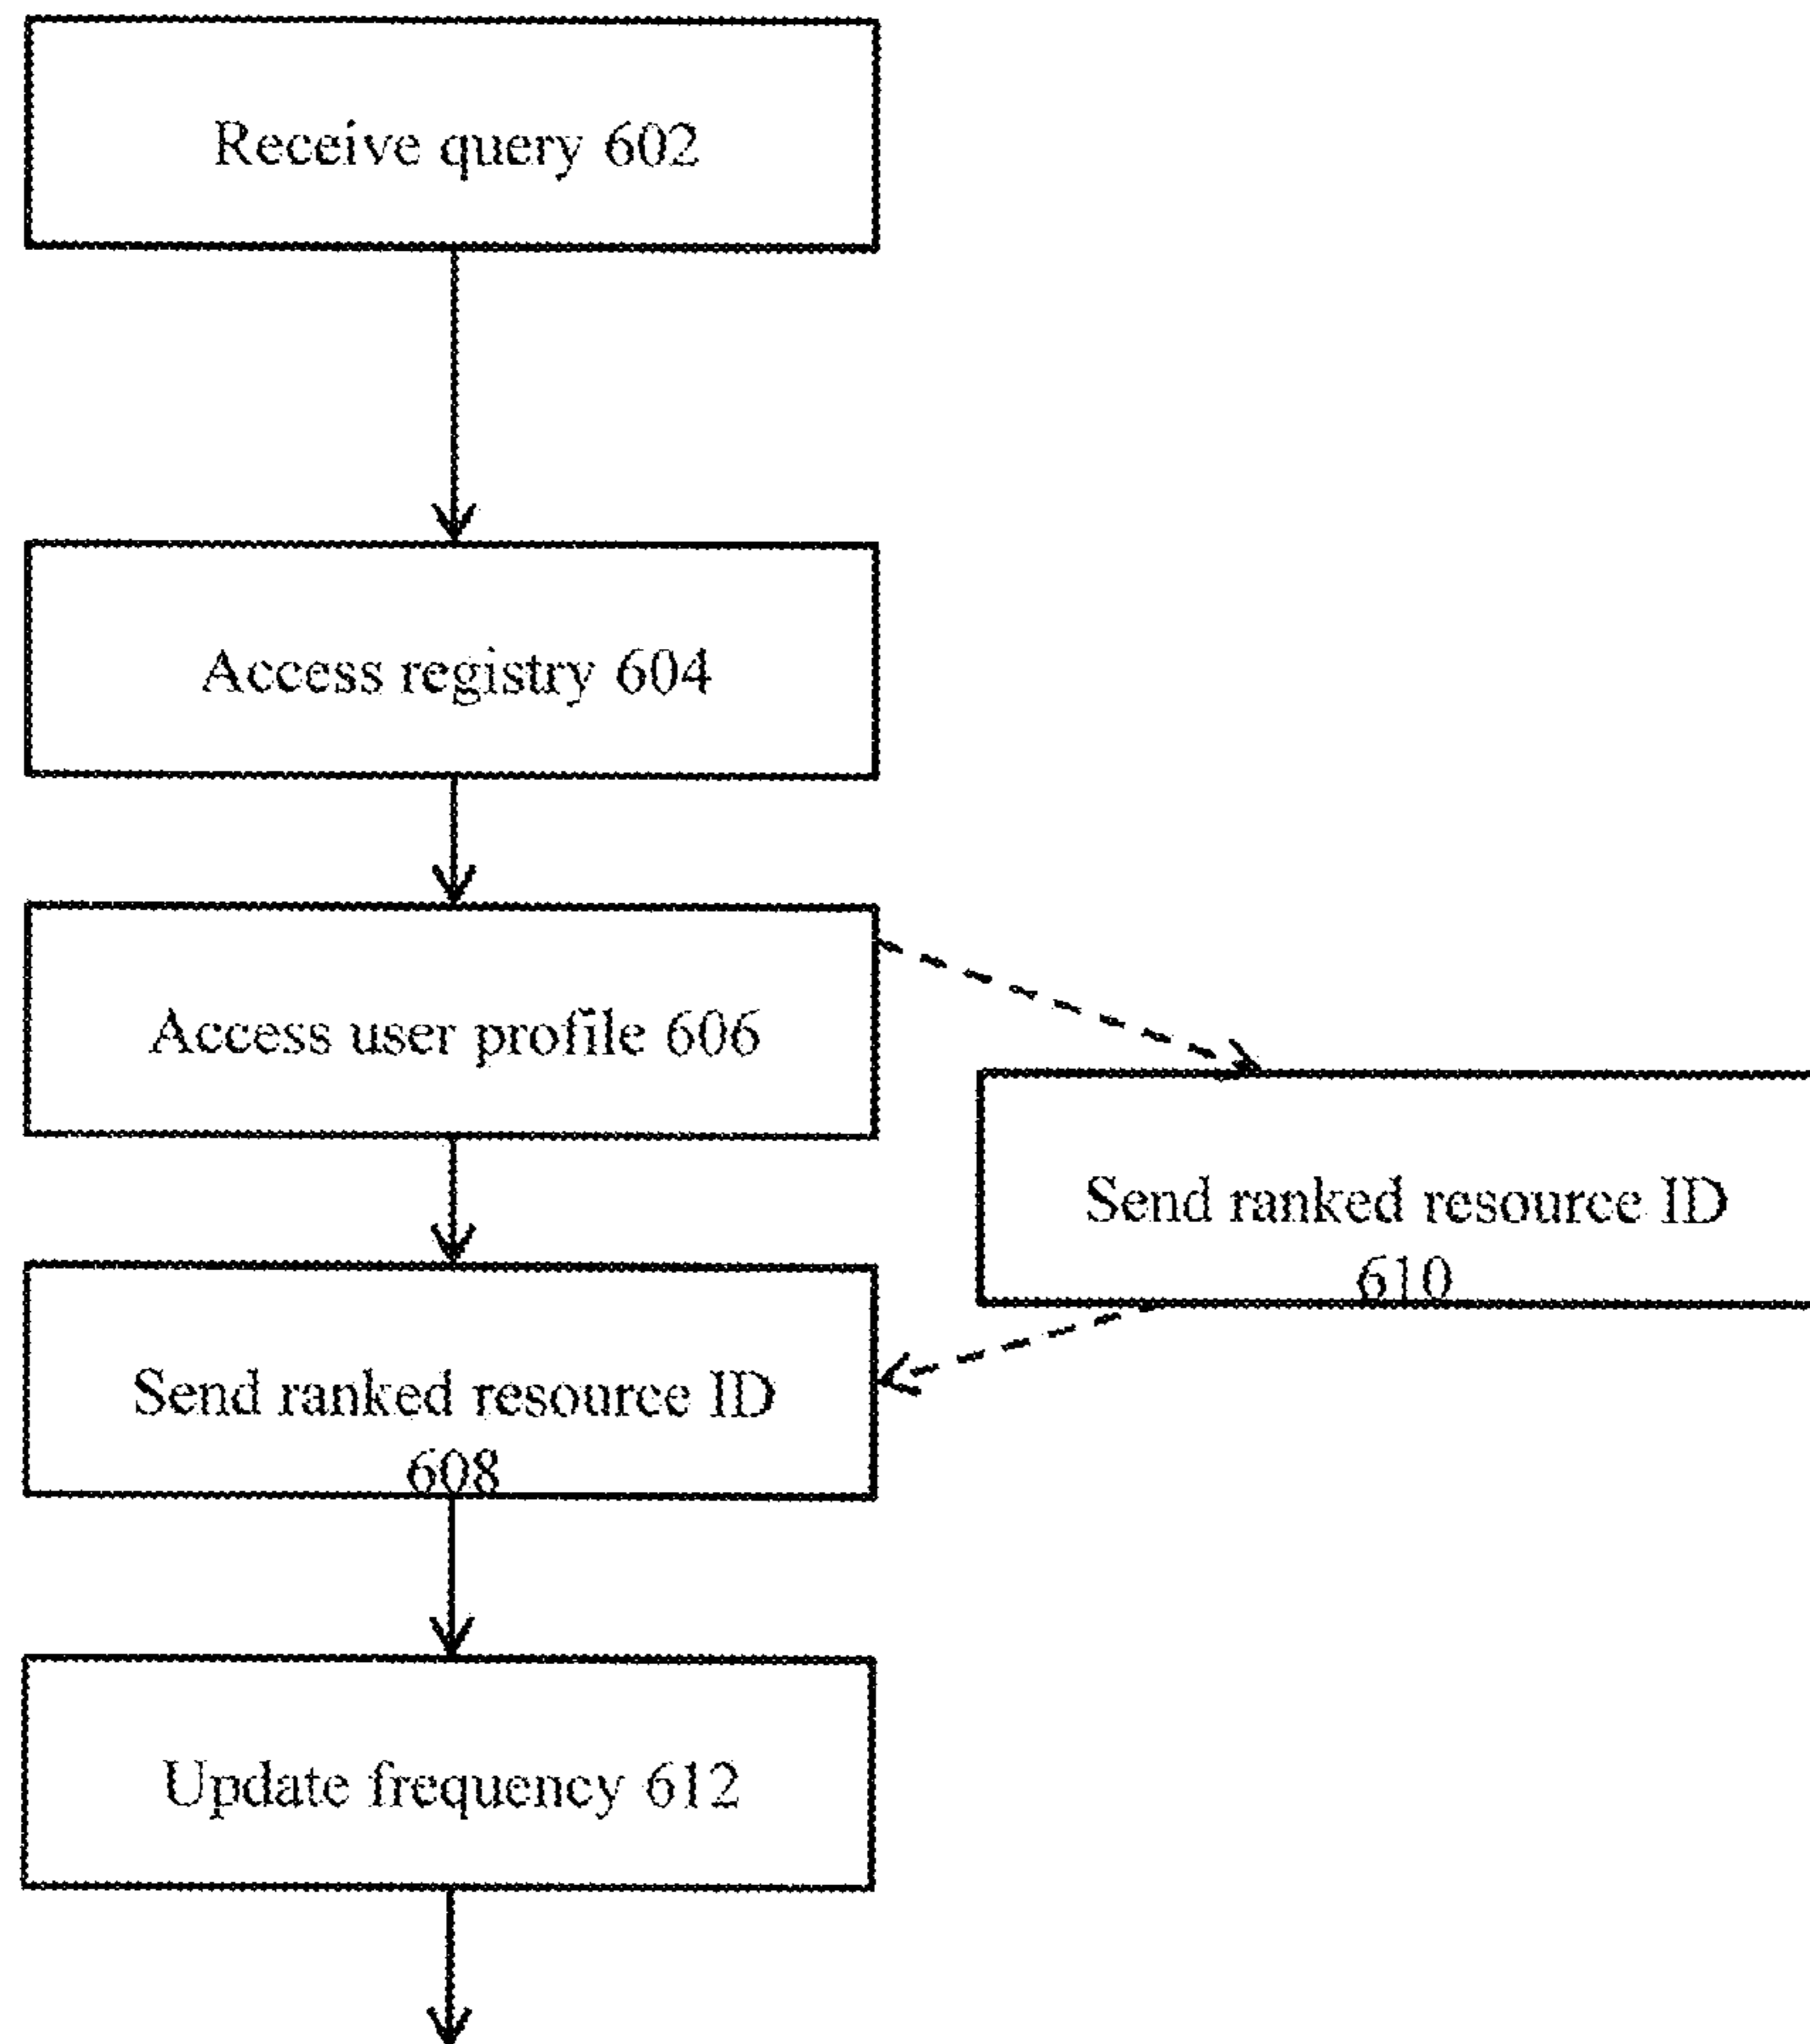 Receive query 602
Access registry 604
Access user profile 606
Send ranked resource ID
610
Send ranked resource ID
608
Update frequency 612